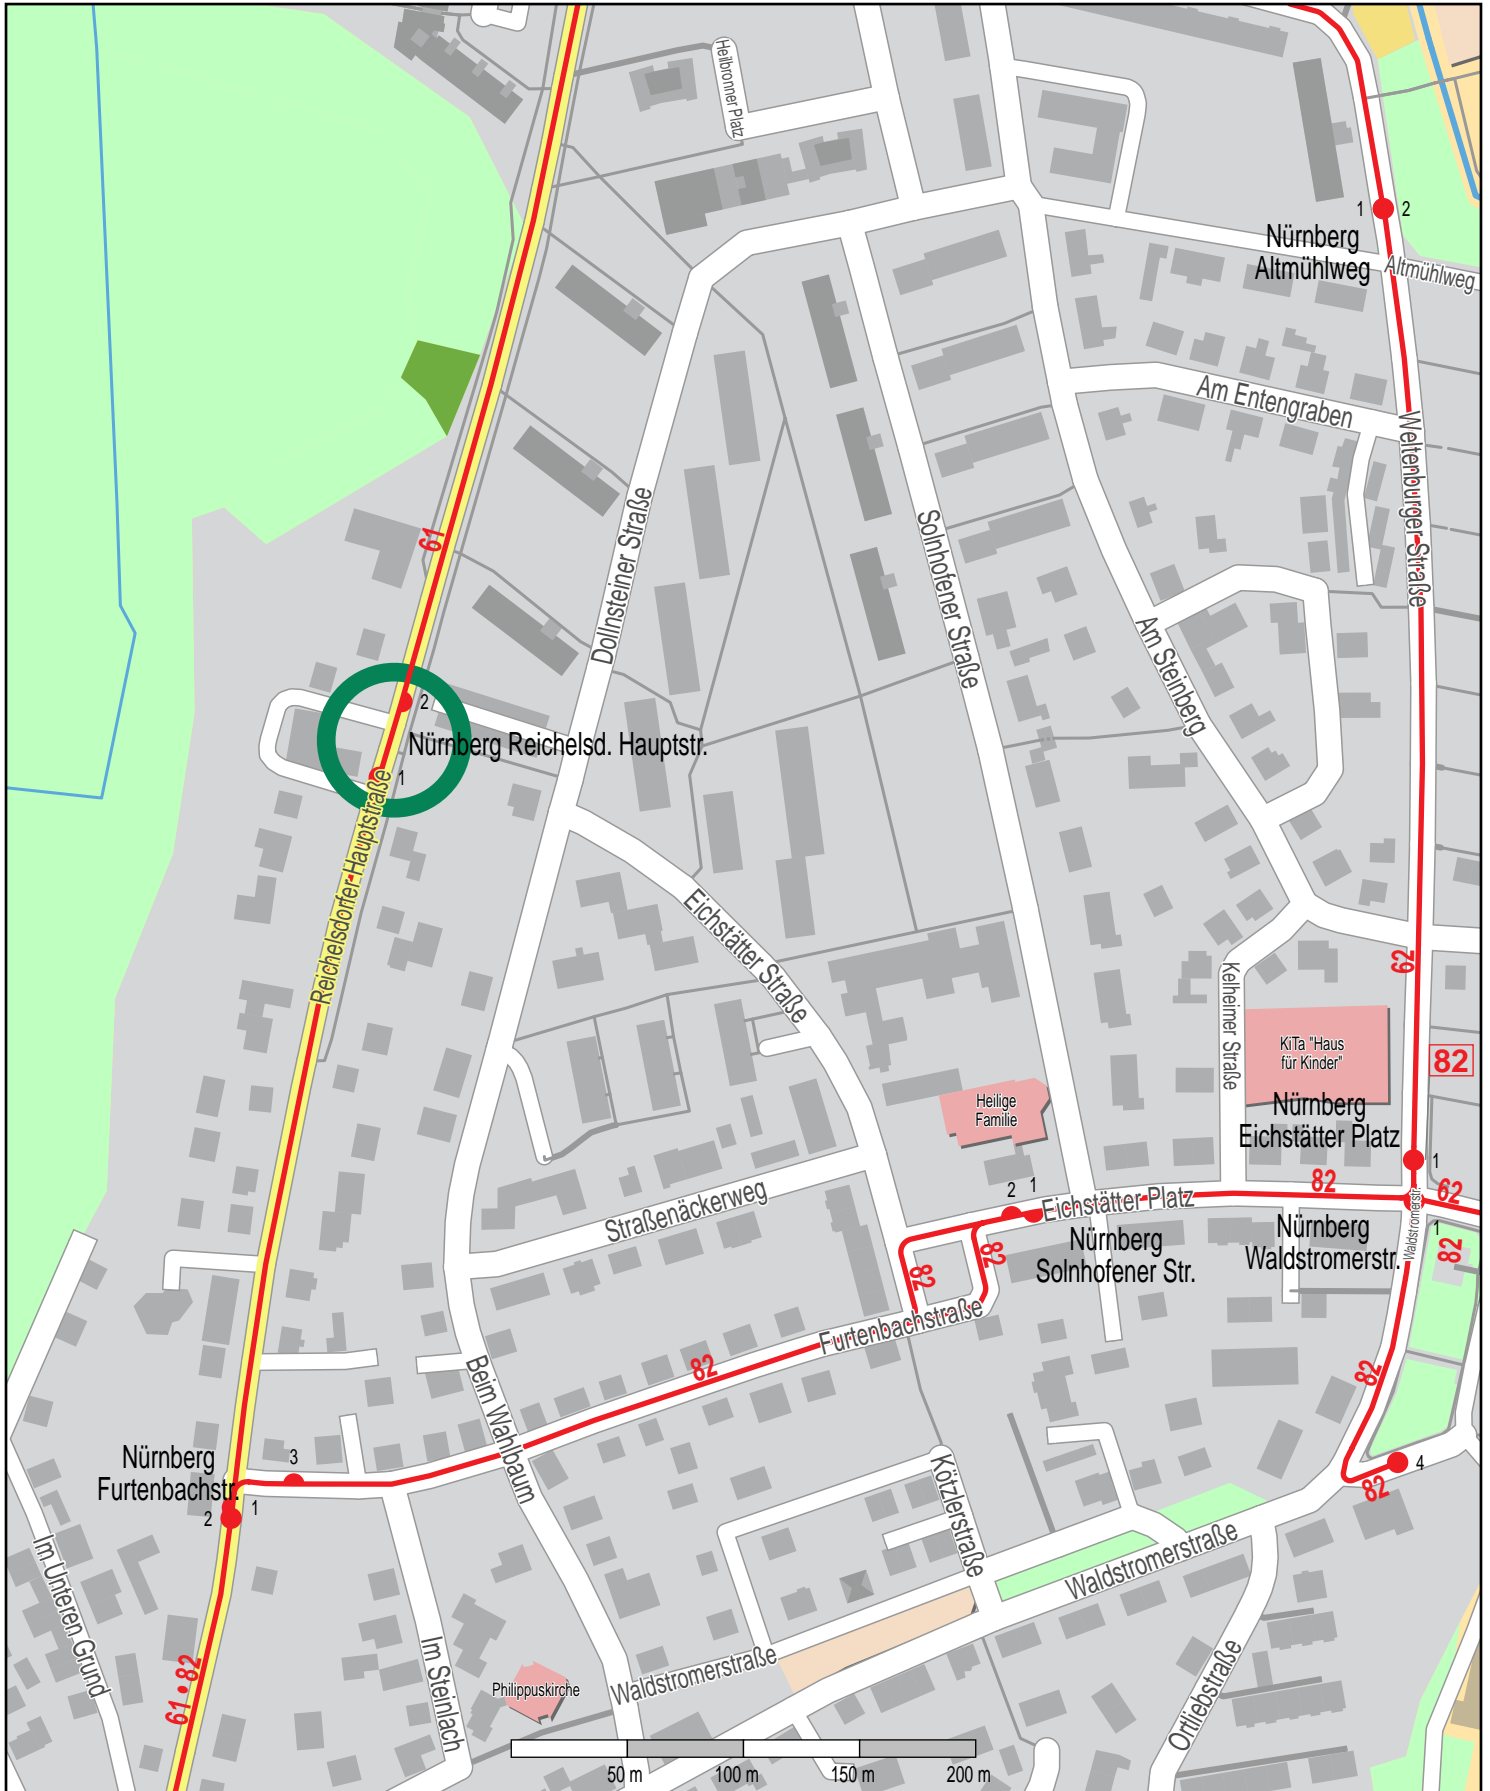 Heilbronner Platz
1
2
Nürnberg
Altmühlweg
Altmühlweg
Am Entengraben
Weltenburger Straße
61
Dollnsteiner Straße
Solnhofener Straße
Am Steinberg
2
Nürnberg Reichelsd. Hauptstr.
1
Reichelsdorfer Hauptstraße
Eichstätter Straße
62
Kelheimer Straße
KiTa "Haus
für Kinder"
82
Heilige
Familie
Nürnberg
Eichstätter Platz
1
2
1
82
62
Straßenäckerweg
Eichstätter Platz
Waldstromerstr.
1
82
Nürnberg
Solnhofener Str.
Nürnberg
Waldstromerstr.
82
82
Furtenbachstraße
82
82
Beim Wahlbaum
Nürnberg
Furtenbachstr.
3
2
1
Kötzlerstraße
4
82
Im Unteren Grund
Waldstromerstraße
61 • 82
Im Steinlach
Philippuskirche
Waldstromerstraße
Ortliebstraße
50 m
100 m
150 m
200 m